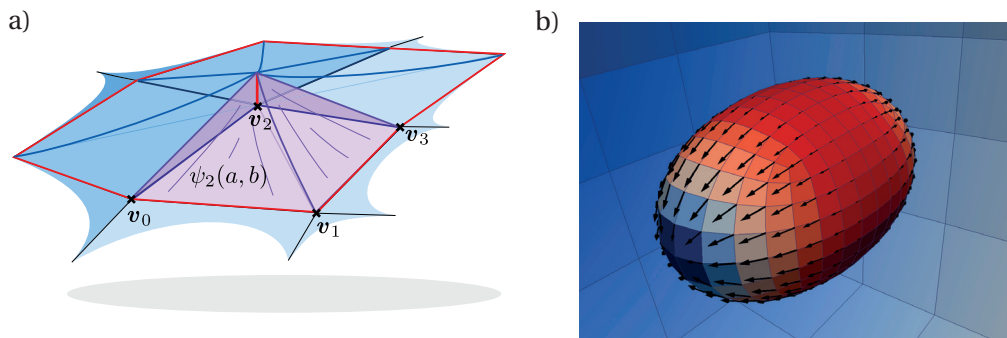 a)
b)
v₂
v₃
ψ₂(a, b)
v₀
v₁